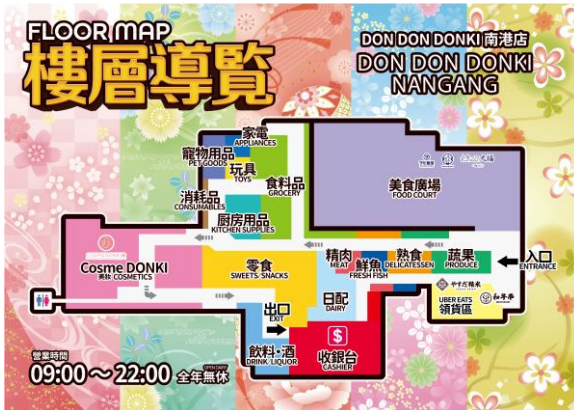 FLOOR MAP
樓層導覧
DON DON DONKI 南港店
DON DON DONKI
NANGANG
家電
APPLIANCES
寵物用品
PET GOODS
玩具
TOYS
食料品
GROCERY
消耗品
CONSUMABLES
厨房用品
KITCHEN SUPPLIES
美食廣場
FOOD COURT
Cosme DONKI
美妝 COSMETICS
零食
SWEETS/SNACKS
精肉
MEAT
鮮魚
FRESH FISH
熟食
DELICATESSEN
蔬果
PRODUCE
入口
ENTRANCE
日配
DAIRY
出口
EXIT
UBER EATS
領貨區
飲料・酒
DRINK/LIQUOR
$
收銀台
CASHIER
營業時間
09:00～22:00
OPEN DAILY
全年無休